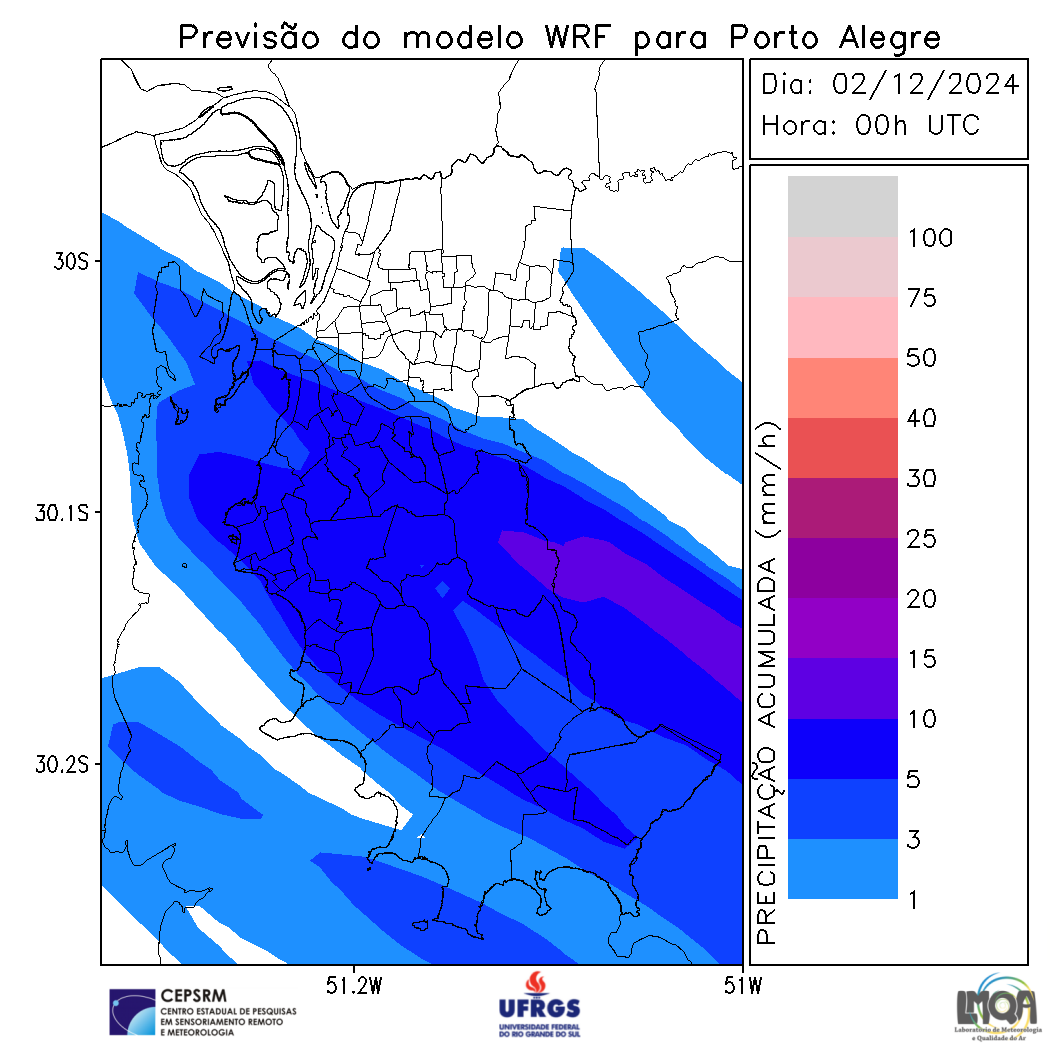 Previsão do modelo WRF para Porto Alegre
Dia: 02/12/2024
Hora: 00h UTC
30S
30.1S
30.2S
51.2W
51W
PRECIPITAÇÃO ACUMULADA (mm/h)
100
75
50
40
30
25
20
15
10
5
3
1
CEPSRM
CENTRO ESTADUAL DE PESQUISAS
EM SENSORIAMENTO REMOTO
E METEOROLOGIA
UFRGS
UNIVERSIDADE FEDERAL
DO RIO GRANDE DO SUL
LMQA
Laboratório de Meteorologia
e Qualidade do Ar